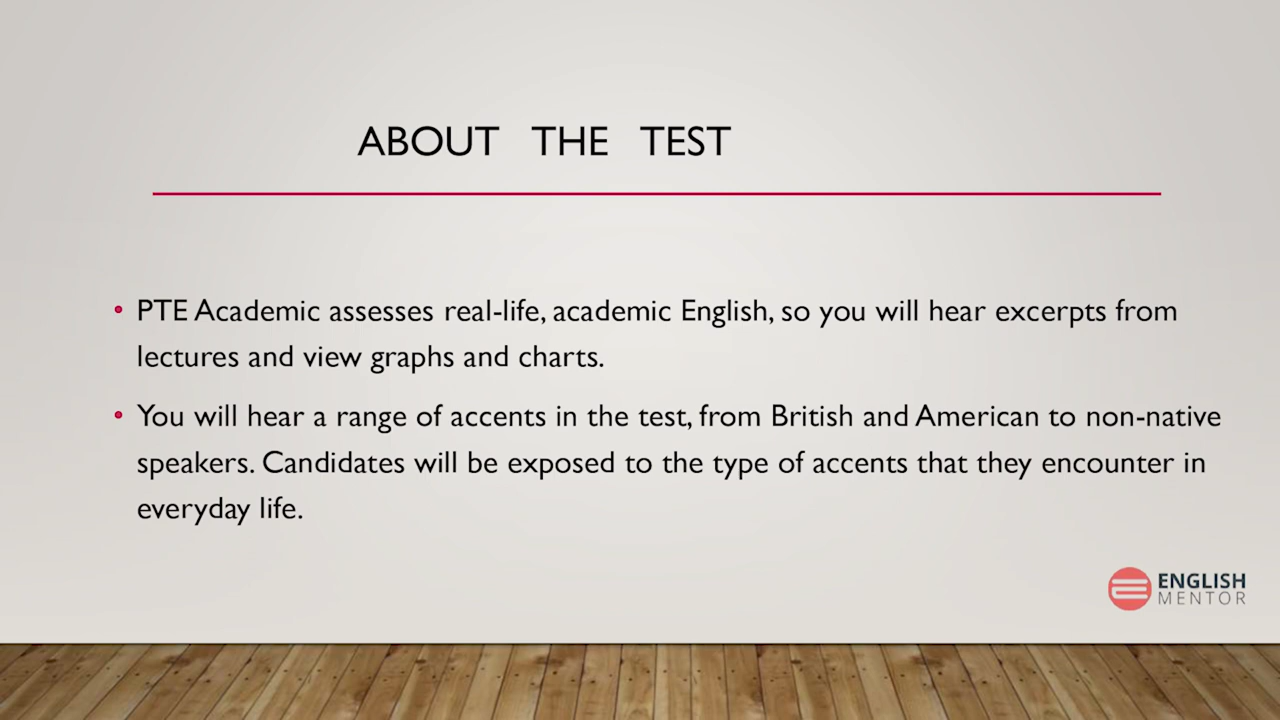 ABOUT THE TEST
• PTE Academic assesses real-life, academic English, so you will hear excerpts from
lectures and view graphs and charts.
• You will hear a range of accents in the test, from British and American to non-native
speakers. Candidates will be exposed to the type of accents that they encounter in
everyday life.
ENGLISH
MENTOR